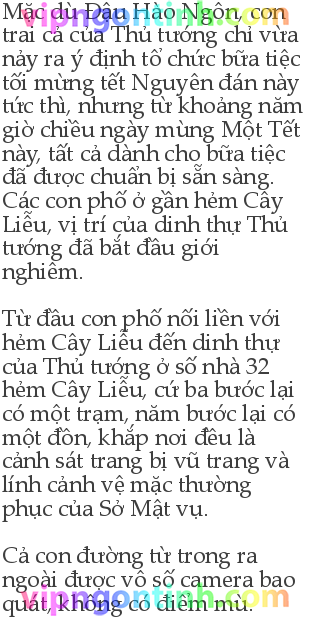 Mặc dù Đậu Hảo Ngôn, con
trai cả của Thủ tướng chỉ vừa
nảy ra ý định tổ chức bữa tiệc
tối mừng tết Nguyên đán này
tức thì, nhưng từ khoảng năm
giờ chiều ngày mùng Một Tết
này, tất cả dành cho bữa tiệc
đã được chuẩn bị sẵn sàng.
Các con phố ở gần hẻm Cây
Liễu, vị trí của dinh thự Thủ
tướng đã bắt đầu giới
nghiêm.
Từ đầu con phố nối liền với
hẻm Cây Liễu đến dinh thự
của Thủ tướng ở số nhà 32
hẻm Cây Liễu, cứ ba bước lại
có một trạm, năm bước lại có
một đồn, khắp nơi đều là
cảnh sát trang bị vũ trang và
lính cảnh vệ mặc thường
phục của Sở Mật vụ.
Cả con đường từ trong ra
ngoài được vô số camera bao
quát, không có điểm mù.
vipngontinh.com
vipngontinh.com